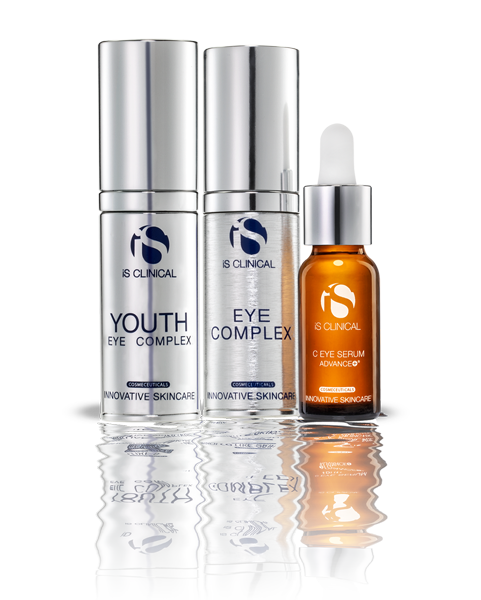 iS
iS CLINICAL
YOUTH
EYE COMPLEX
COSMECEUTICALS
INNOVATIVE SKINCARE
iS
iS CLINICAL
EYE
COMPLEX
COSMECEUTICALS
INNOVATIVE SKINCARE
iS
iS CLINICAL
C EYE SERUM
ADVANCE+®
COSMECEUTICALS
INNOVATIVE SKINCARE